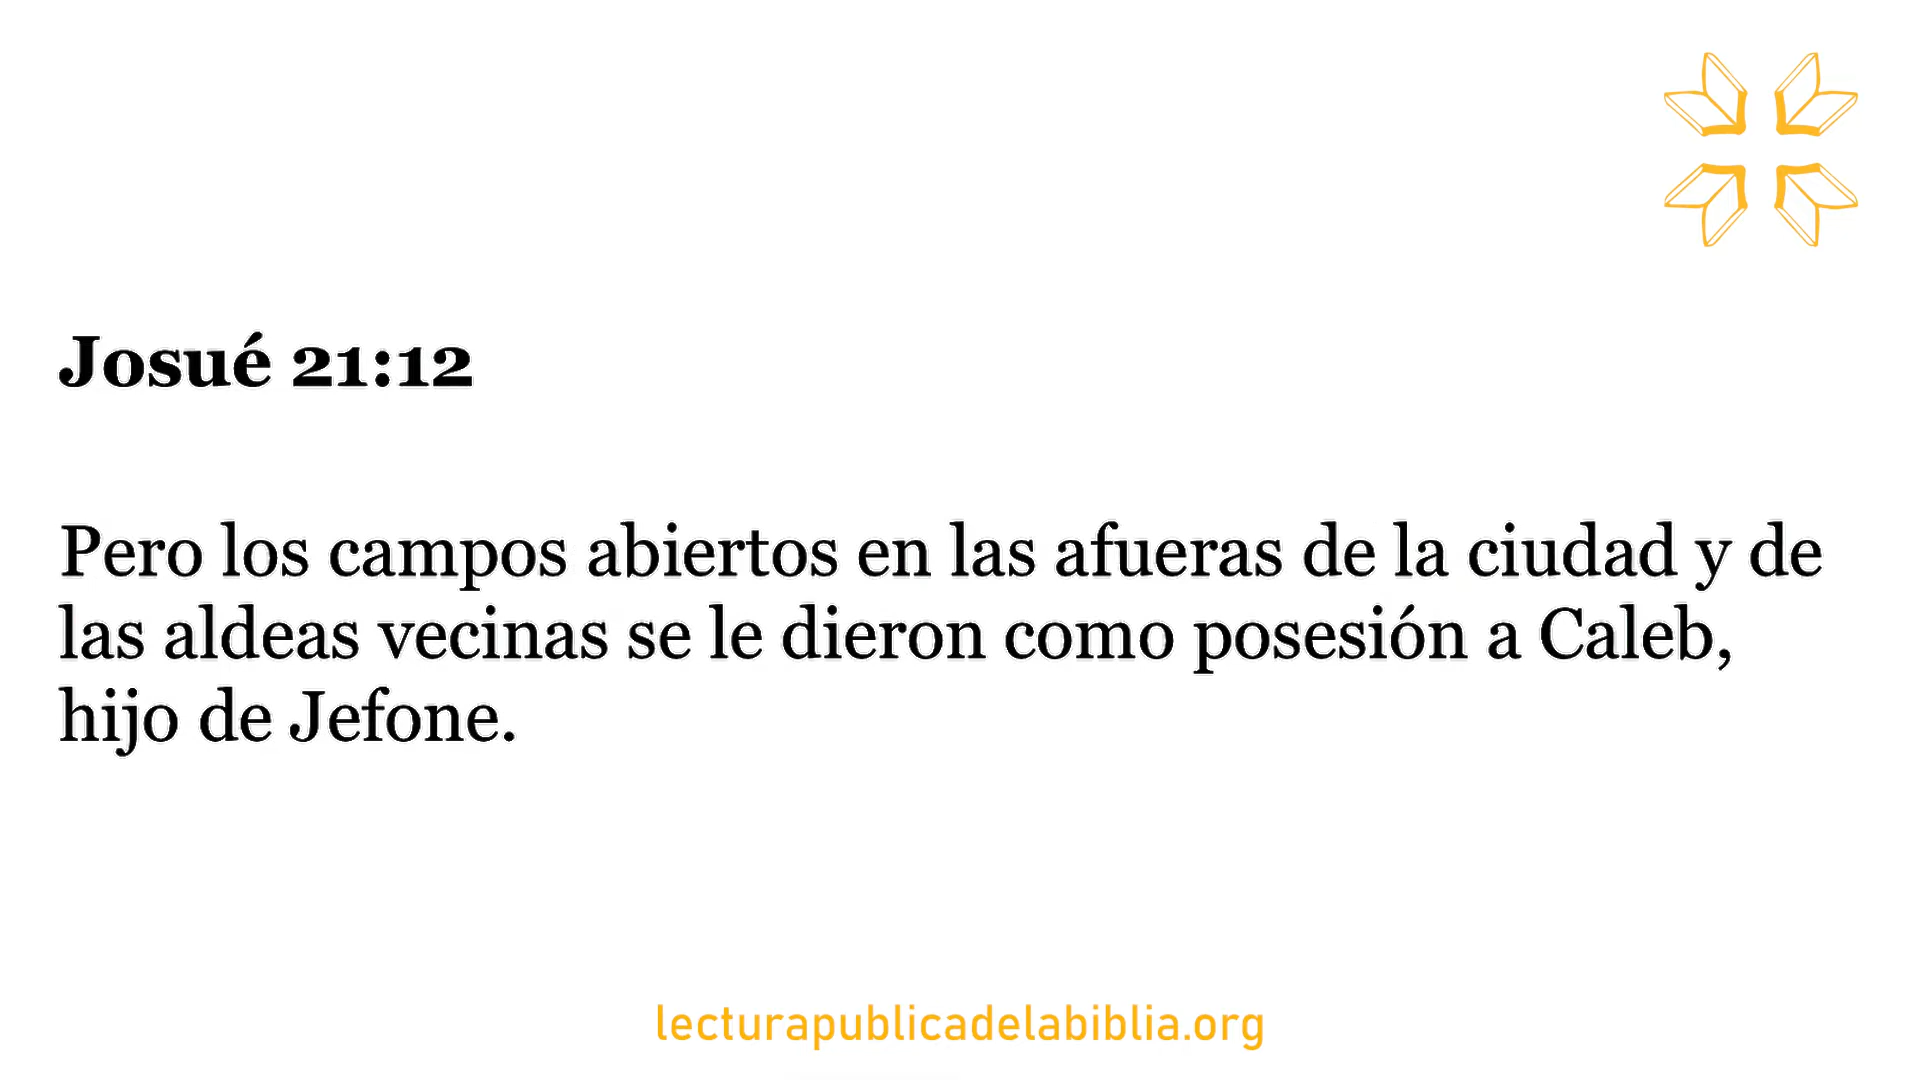 Josué 21:12
Pero los campos abiertos en las afueras de la ciudad y de
las aldeas vecinas se le dieron como posesión a Caleb,
hijo de Jefone.
lecturapublicadelabiblia.org